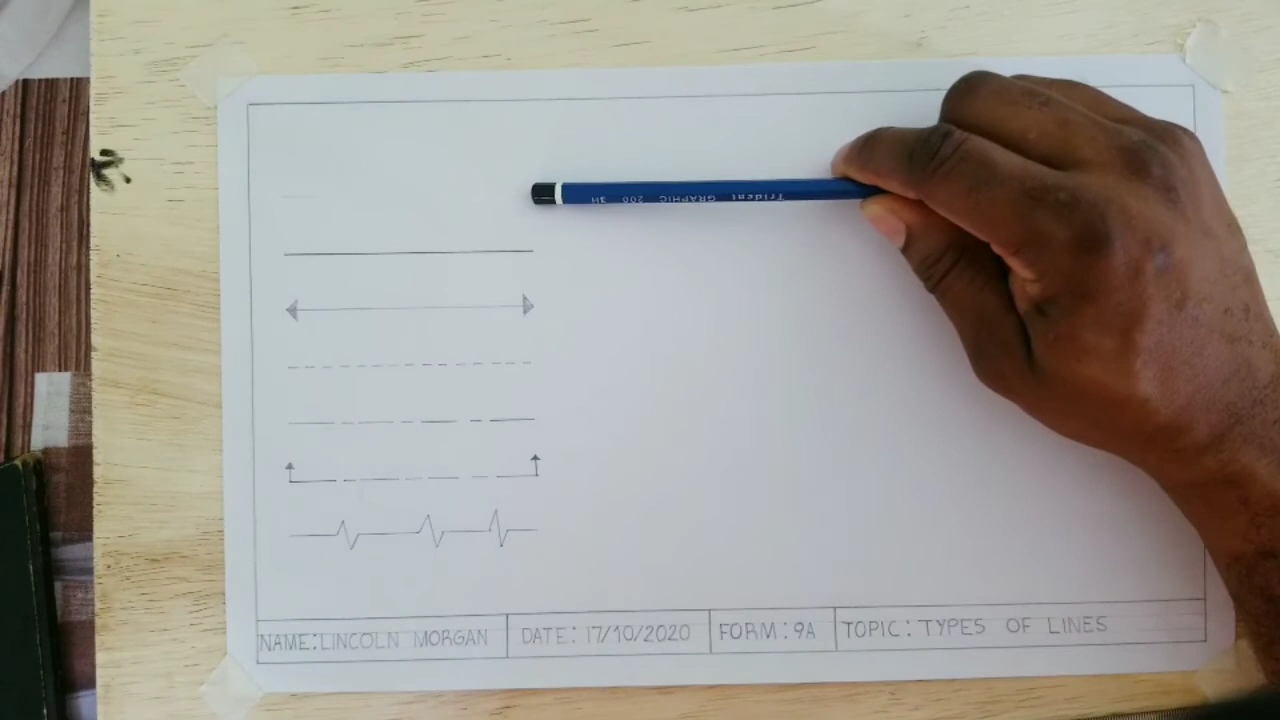 Trident GRAPHIC 200 3H
NAME: LINCOLN MORGAN
DATE: 17/10/2020
FORM: 9A
TOPIC: TYPES OF LINES